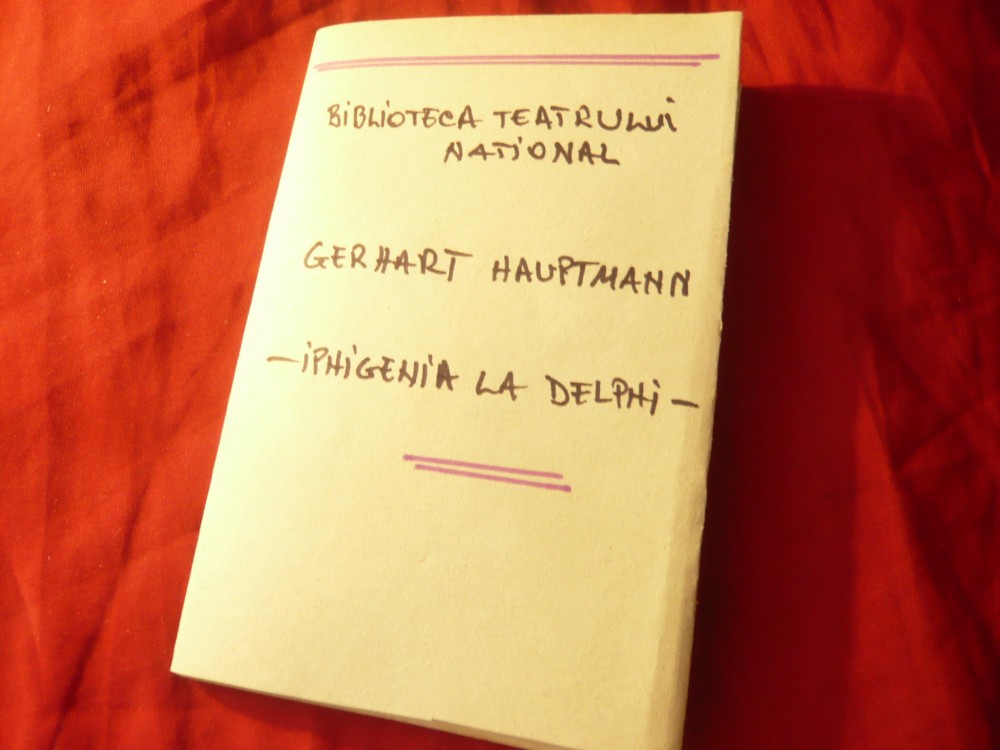 BIBLIOTECA TEATRULUI
NATIONAL
GERHART HAUPTMANN
-IPHIGENIA LA DELPHI-